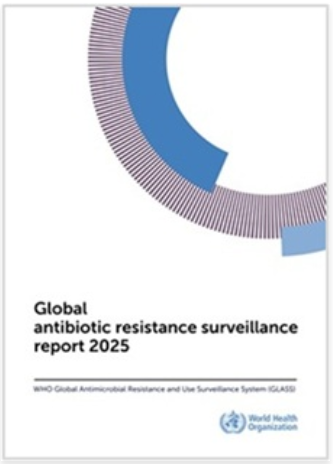 Global
antibiotic resistance surveillance
report 2025
WHO Global Antimicrobial Resistance and Use Surveillance System (GLASS)
World Health
Organization